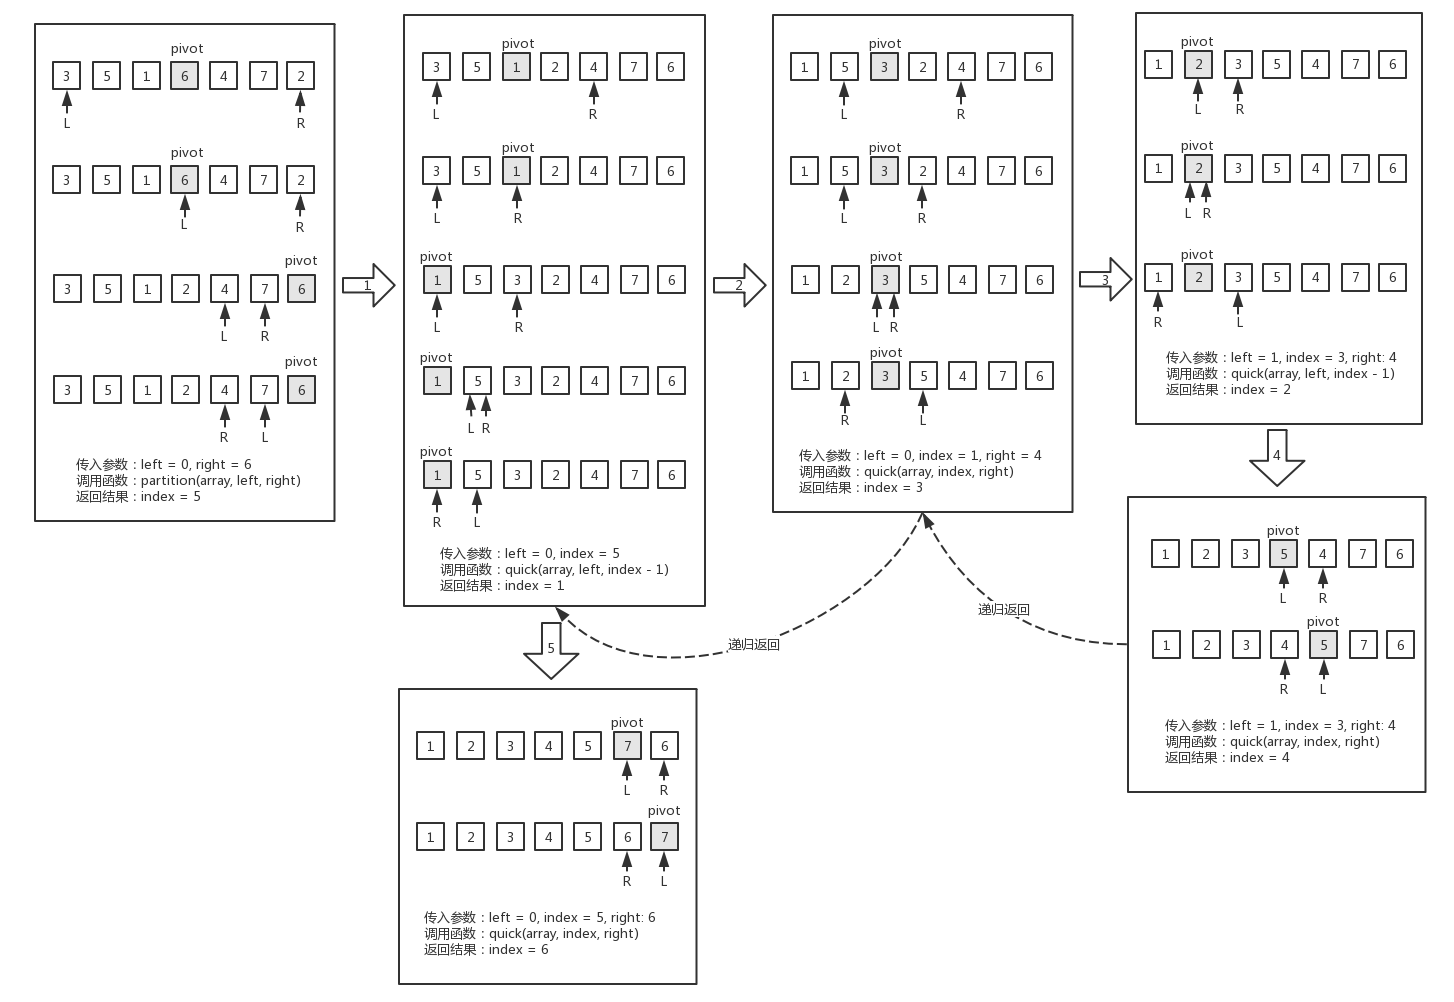 pivot
3 5 1 6 4 7 2
L R
pivot
3 5 1 6 4 7 2
L R
pivot
3 5 1 2 4 7 6
L R
pivot
3 5 1 2 4 7 6
R L
传入参数：left = 0, right = 6
调用函数：partition(array, left, right)
返回结果：index = 5
1
pivot
3 5 1 2 4 7 6
L R
pivot
3 5 1 2 4 7 6
L R
pivot
1 5 3 2 4 7 6
L R
pivot
1 5 3 2 4 7 6
L R
pivot
1 5 3 2 4 7 6
R L
传入参数：left = 0, index = 5
调用函数：quick(array, left, index - 1)
返回结果：index = 1
2
pivot
1 5 3 2 4 7 6
L R
pivot
1 5 3 2 4 7 6
L R
pivot
1 2 3 5 4 7 6
L R
pivot
1 2 3 5 4 7 6
R L
传入参数：left = 0, index = 1, right = 4
调用函数：quick(array, index, right)
返回结果：index = 3
3
pivot
1 2 3 5 4 7 6
L R
pivot
1 2 3 5 4 7 6
L R
pivot
1 2 3 5 4 7 6
R L
传入参数：left = 1, index = 3, right: 4
调用函数：quick(array, left, index - 1)
返回结果：index = 2
4
pivot
1 2 3 5 4 7 6
L R
pivot
1 2 3 4 5 7 6
R L
传入参数：left = 1, index = 3, right: 4
调用函数：quick(array, index, right)
返回结果：index = 4
递归返回
递归返回
5
pivot
1 2 3 4 5 7 6
L R
pivot
1 2 3 4 5 6 7
R L
传入参数：left = 0, index = 5, right: 6
调用函数：quick(array, index, right)
返回结果：index = 6